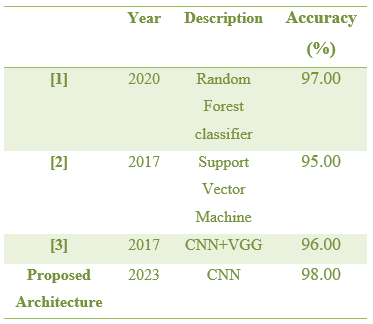 Year Description Accuracy
(%)
[1] 2020 Random 97.00
Forest
classifier
[2] 2017 Support 95.00
Vector
Machine
[3] 2017 CNN+VGG 96.00
Proposed 2023 CNN 98.00
Architecture